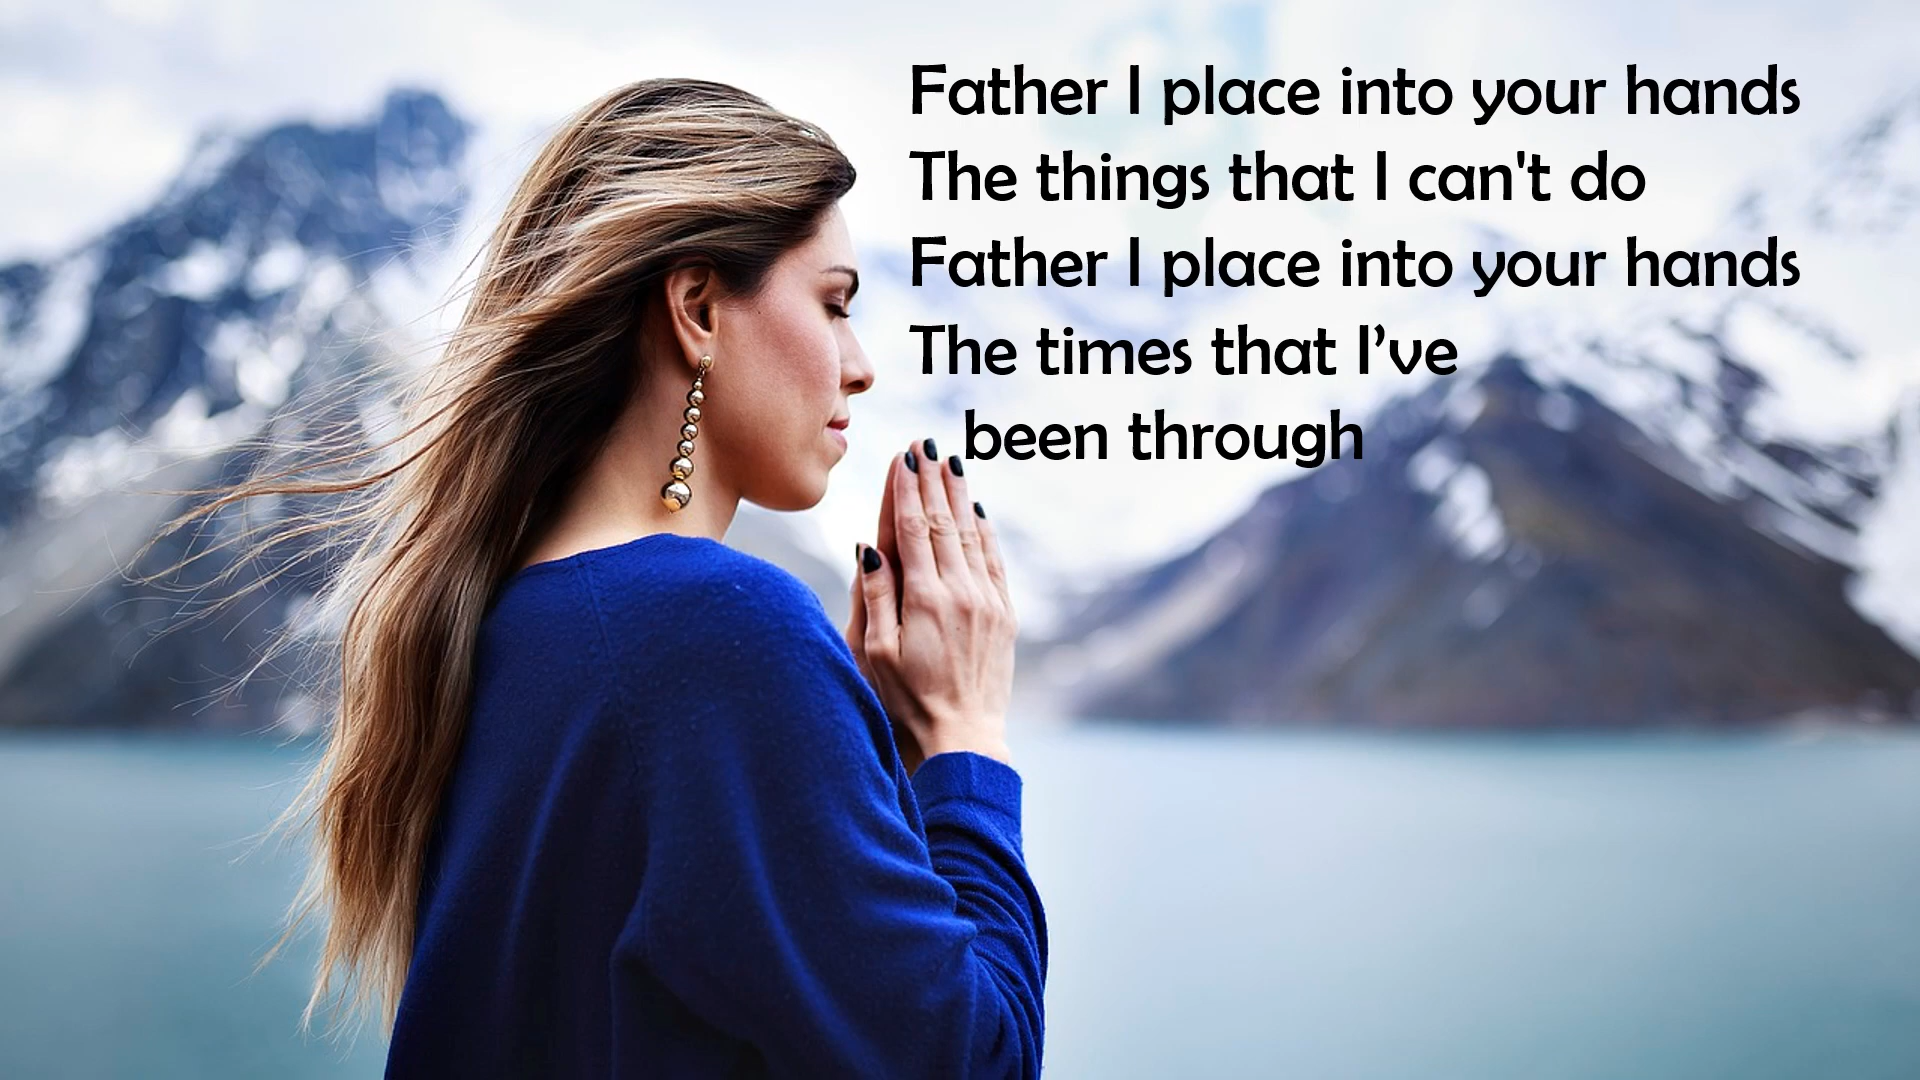 Father I place into your hands
The things that I can't do
Father I place into your hands
The times that I’ve
been through